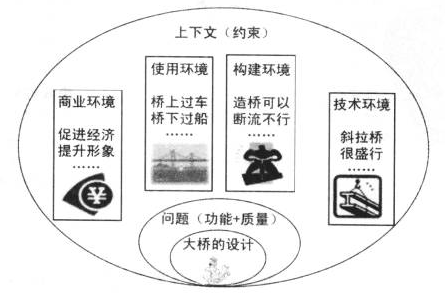 上下文（约束）
商业环境
促进经济
提升形象
……
¥
使用环境
桥上过车
桥下过船
……
构建环境
造桥可以
断流不行
……
技术环境
斜拉桥
很盛行
……
问题（功能+质量）
大桥的设计